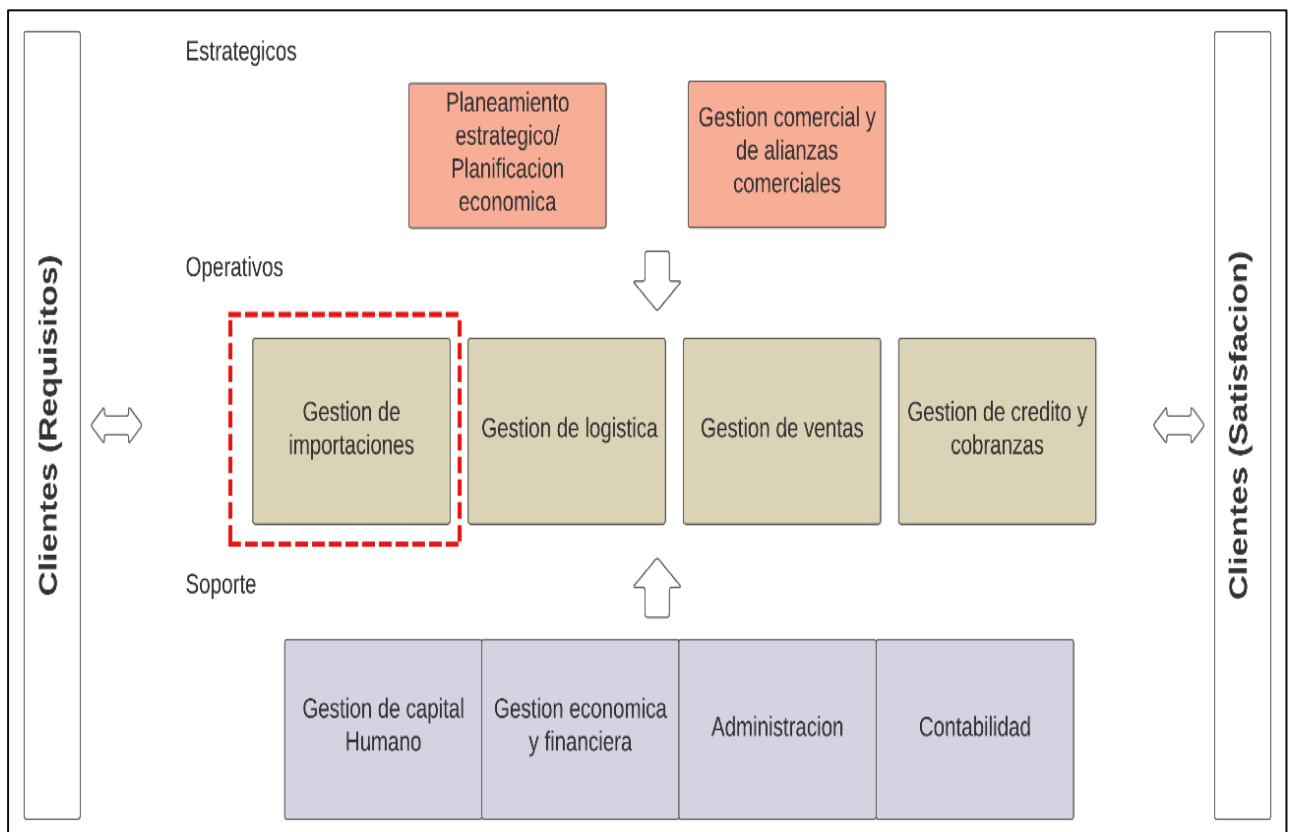 Estrategicos
Planeamiento
estrategico/
Planificacion
economica
Gestion comercial y
de alianzas
comerciales
Clientes (Requisitos)
Operativos
Gestion de
importaciones
Gestion de logistica
Gestion de ventas
Gestion de credito y
cobranzas
Clientes (Satisfacion)
Soporte
Gestion de capital
Humano
Gestion economica
y financiera
Administracion
Contabilidad